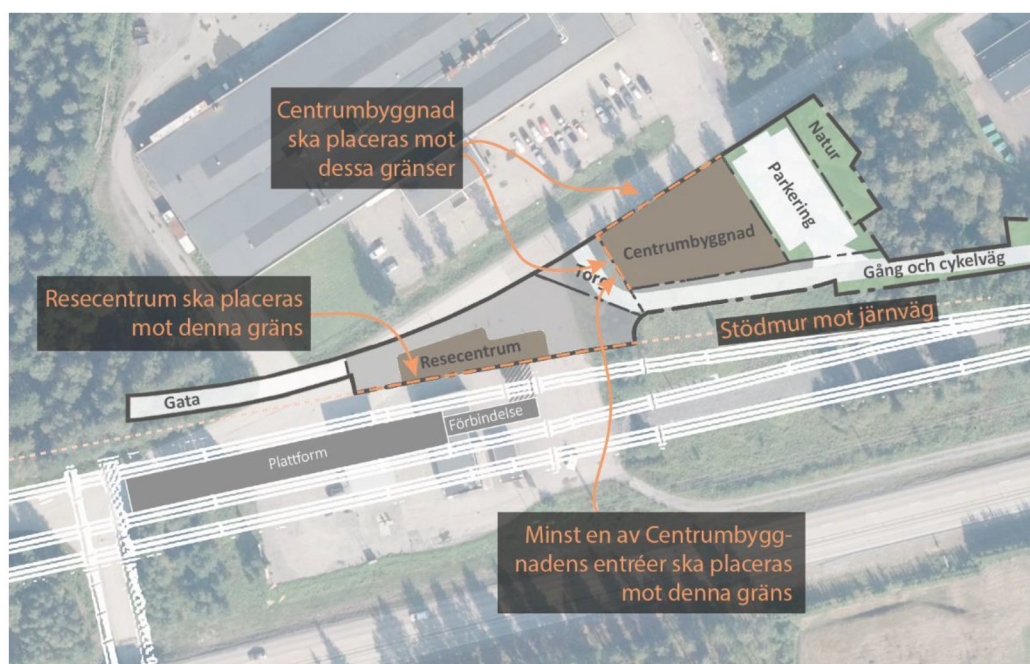 Centrumbyggnad
ska placeras mot
dessa gränser
Natur
Parkering
Centrumbyggnad
Torg
Gång och cykelväg
Resecentrum ska placeras
mot denna gräns
Stödmur mot järnväg
Resecentrum
Gata
Förbindelse
Plattform
Minst en av Centrumbygg-
nadens entréer ska placeras
mot denna gräns